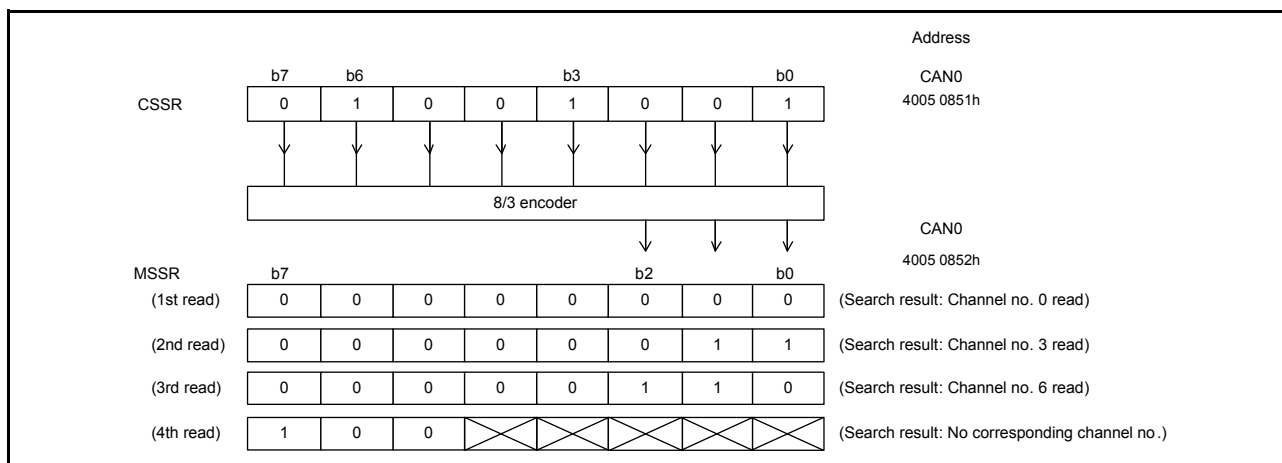 Address
b7 b6 b3 b0 CAN0
CSSR 0 1 0 0 1 0 0 1 4005 0851h
8/3 encoder
CAN0
4005 0852h
MSSR b7 b2 b0
(1st read) 0 0 0 0 0 0 0 0 (Search result: Channel no. 0 read)
(2nd read) 0 0 0 0 0 0 1 1 (Search result: Channel no. 3 read)
(3rd read) 0 0 0 0 0 1 1 0 (Search result: Channel no. 6 read)
(4th read) 1 0 0 (Search result: No corresponding channel no.)